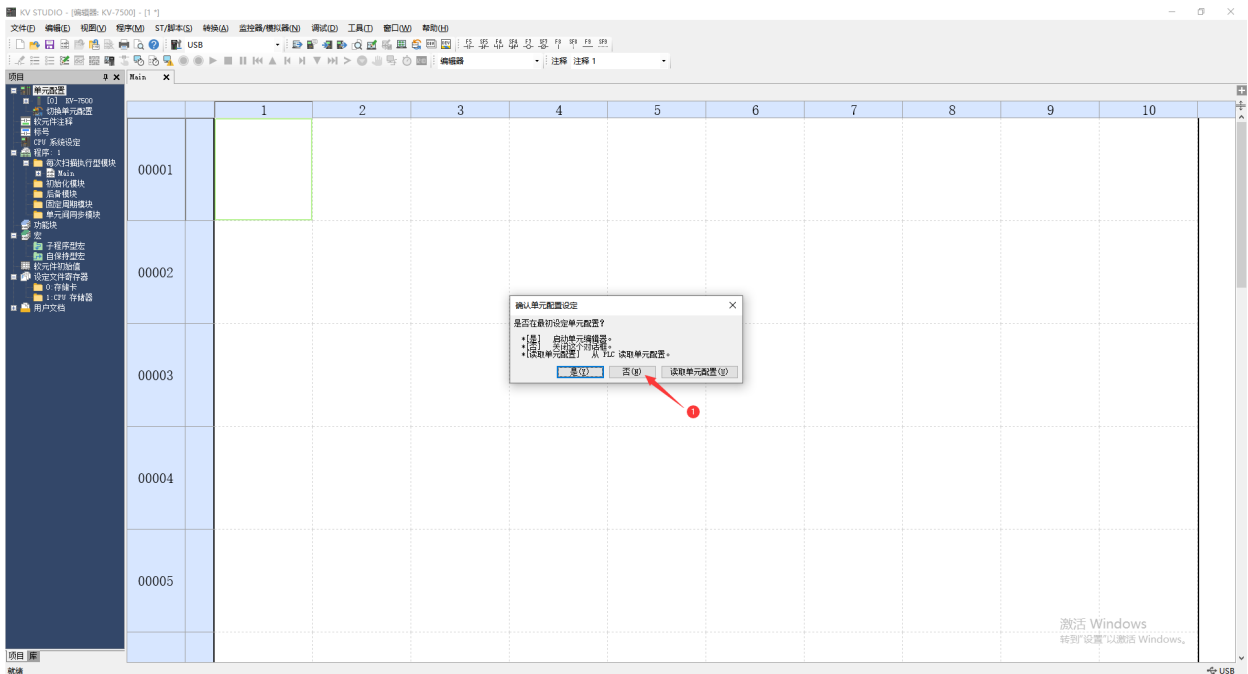 KV STUDIO - [编辑器: KV-7500] - [1 *]
文件(F) 编辑(E) 视图(V) 程序(M) ST/脚本(S) 转换(A) 监控器/模拟器(N) 调试(D) 工具(T) 窗口(W) 帮助(H)
USB
F5 SF5 F4 SF4 F7 SF7 F8 SF8 F9 SF9
编辑器 注释 注释 1
项目
Main
单元配置
[0] KV-7500
切换单元配置
软元件注释
标号
CPU 系统设定
程序: 1
每次扫描执行型模块
Main
初始化模块
后备模块
固定周期模块
单元间同步模块
功能块
宏
子程序型宏
自保持型宏
软元件初始值
设定文件寄存器
0:存储卡
1:CPU 存储器
用户文档
1 2 3 4 5 6 7 8 9 10
00001
00002
00003
00004
00005
确认单元配置设定
是否在最初设定单元配置?
*[是] 启动单元编辑器。
*[否] 关闭这个对话框。
*[读取单元配置] 从 PLC 读取单元配置。
是(Y) 否(N) 读取单元配置(U)
1
激活 Windows
转到"设置"以激活 Windows。
项目 库
就绪
USB